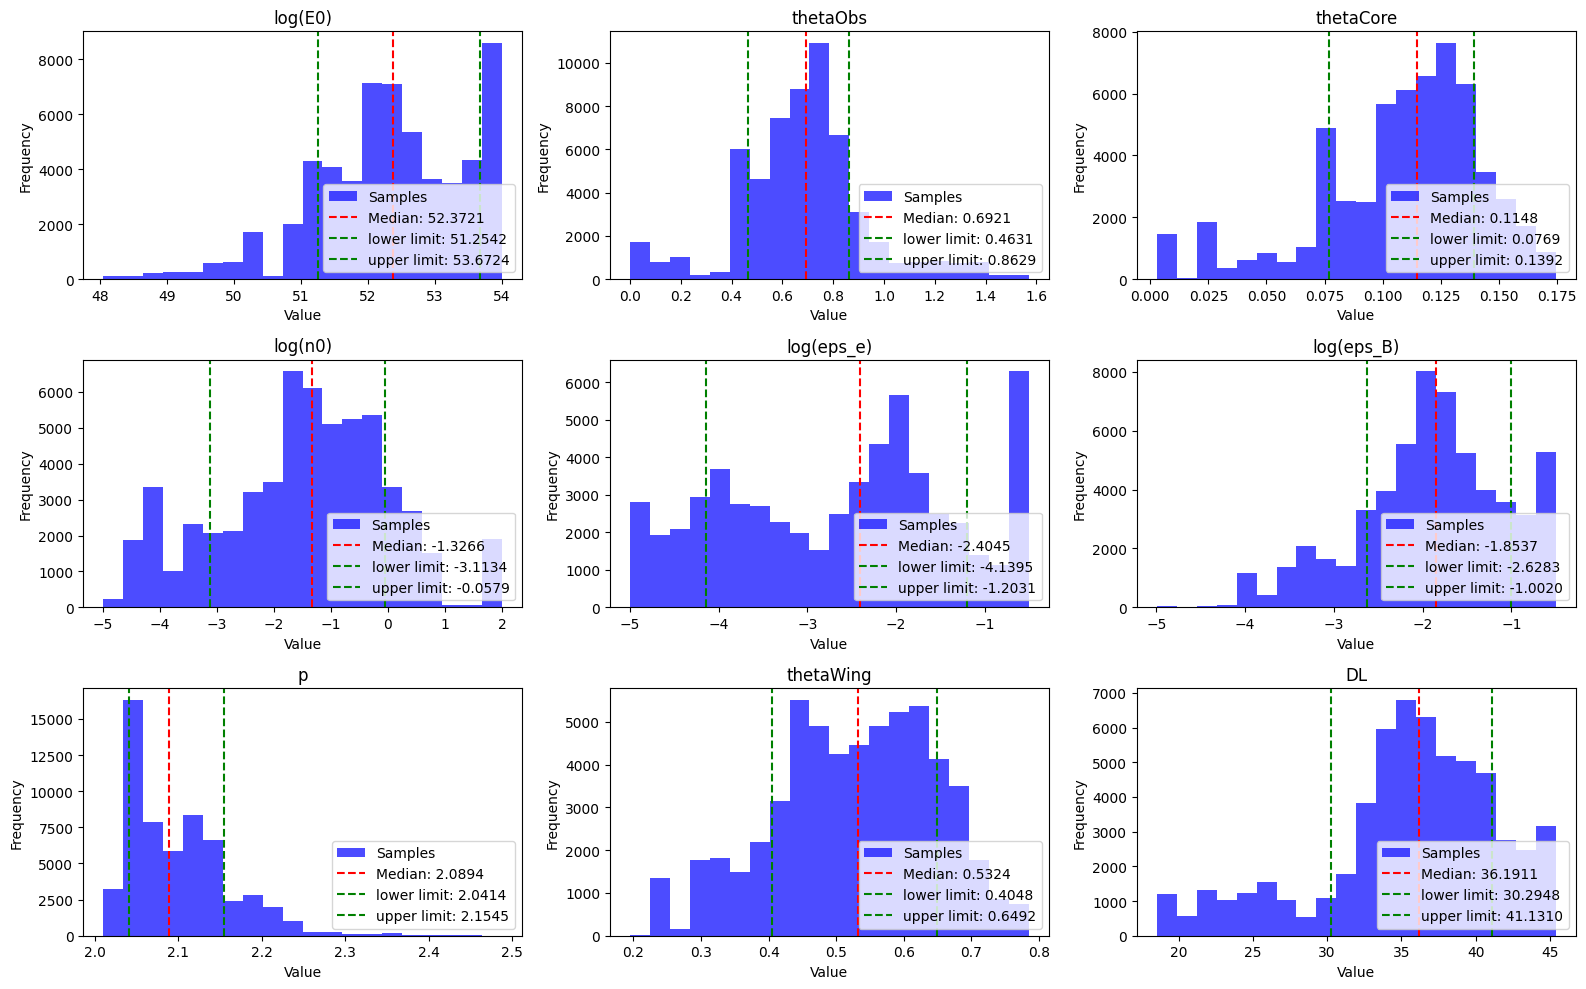 log(E0)
Frequency
8000
6000
4000
2000
0
48 49 50 51 52 53 54
Value
Samples
Median: 52.3721
lower limit: 51.2542
upper limit: 53.6724
thetaObs
Frequency
10000
8000
6000
4000
2000
0
0.0 0.2 0.4 0.6 0.8 1.0 1.2 1.4 1.6
Value
Samples
Median: 0.6921
lower limit: 0.4631
upper limit: 0.8629
thetaCore
Frequency
8000
6000
4000
2000
0
0.000 0.025 0.050 0.075 0.100 0.125 0.150 0.175
Value
Samples
Median: 0.1148
lower limit: 0.0769
upper limit: 0.1392
log(n0)
Frequency
6000
5000
4000
3000
2000
1000
0
−5 −4 −3 −2 −1 0 1 2
Value
Samples
Median: -1.3266
lower limit: -3.1134
upper limit: -0.0579
log(eps_e)
Frequency
6000
5000
4000
3000
2000
1000
0
−5 −4 −3 −2 −1
Value
Samples
Median: -2.4045
lower limit: -4.1395
upper limit: -1.2031
log(eps_B)
Frequency
8000
6000
4000
2000
0
−5 −4 −3 −2 −1
Value
Samples
Median: -1.8537
lower limit: -2.6283
upper limit: -1.0020
p
Frequency
15000
12500
10000
7500
5000
2500
0
2.0 2.1 2.2 2.3 2.4 2.5
Value
Samples
Median: 2.0894
lower limit: 2.0414
upper limit: 2.1545
thetaWing
Frequency
5000
4000
3000
2000
1000
0
0.2 0.3 0.4 0.5 0.6 0.7 0.8
Value
Samples
Median: 0.5324
lower limit: 0.4048
upper limit: 0.6492
DL
Frequency
7000
6000
5000
4000
3000
2000
1000
0
20 25 30 35 40 45
Value
Samples
Median: 36.1911
lower limit: 30.2948
upper limit: 41.1310